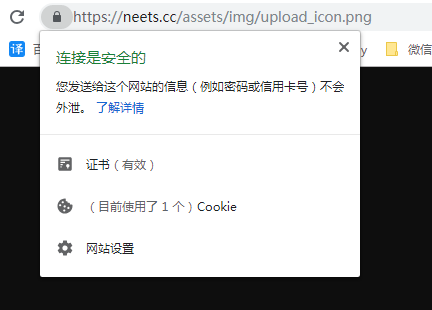 https://neets.cc/assets/img/upload_icon.png
译
y
微信
连接是安全的
您发送给这个网站的信息（例如密码或信用卡号）不会
外泄。 了解详情
证书（有效）
（目前使用了 1 个）Cookie
网站设置